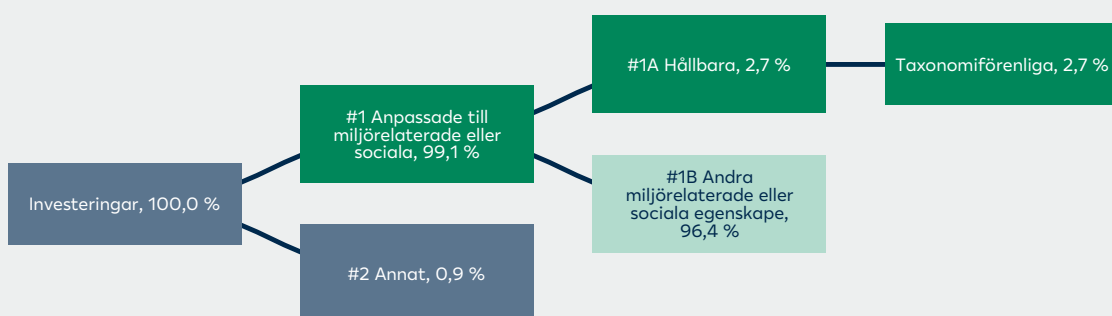 Investeringar, 100,0 %
#1 Anpassade till
miljörelaterade eller
sociala, 99,1 %
#2 Annat, 0,9 %
#1A Hållbara, 2,7 %
#1B Andra
miljörelaterade eller
sociala egenskape,
96,4 %
Taxonomiförenliga, 2,7 %